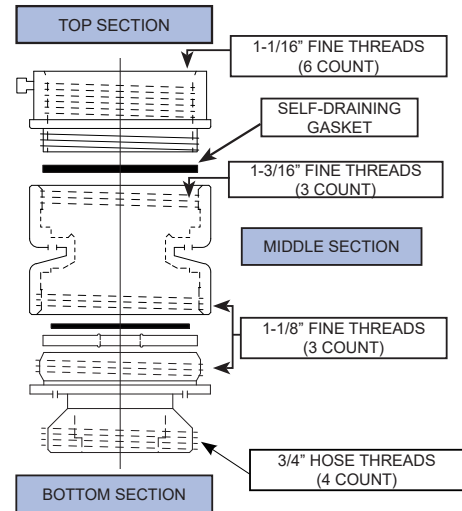 TOP SECTION
1-1/16” FINE THREADS
(6 COUNT)
SELF-DRAINING
GASKET
1-3/16” FINE THREADS
(3 COUNT)
MIDDLE SECTION
1-1/8” FINE THREADS
(3 COUNT)
3/4” HOSE THREADS
(4 COUNT)
BOTTOM SECTION